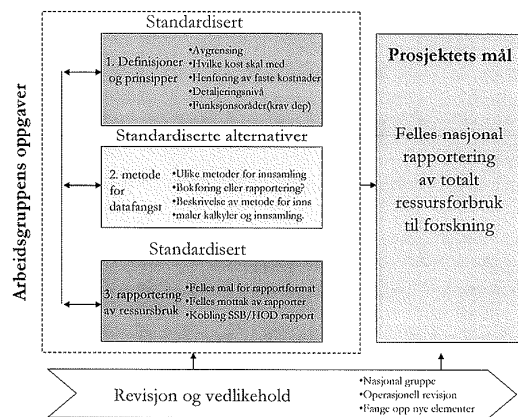 Arbeidsgruppens oppgaver
Standardisert
1. Definisjoner
og prinsipper
•Avgrensing
•Hvilke kost skal med
•Henføring av faste kostnader
•Detaljeringsnivå
•Funksjonsråder(krav dep)
Standardiserte alternativer
2. metode
for
datafangst
•Ulike metoder for innsamling
•Bokføring eller rapportering?
•Beskrivelse av metode for inns
•maler kalkyler og innsamling.
Standardisert
3. rapportering
av ressursbruk
•Felles mal for rapportformat
•Felles mottak av rapporter
•Kobling SSB/HOD rapport
Prosjektets mål
Felles nasjonal
rapportering
av totalt
ressursforbruk
til forskning
Revisjon og vedlikehold
•Nasjonal gruppe
•Operasjonell revisjon
•Fange opp nye elementer